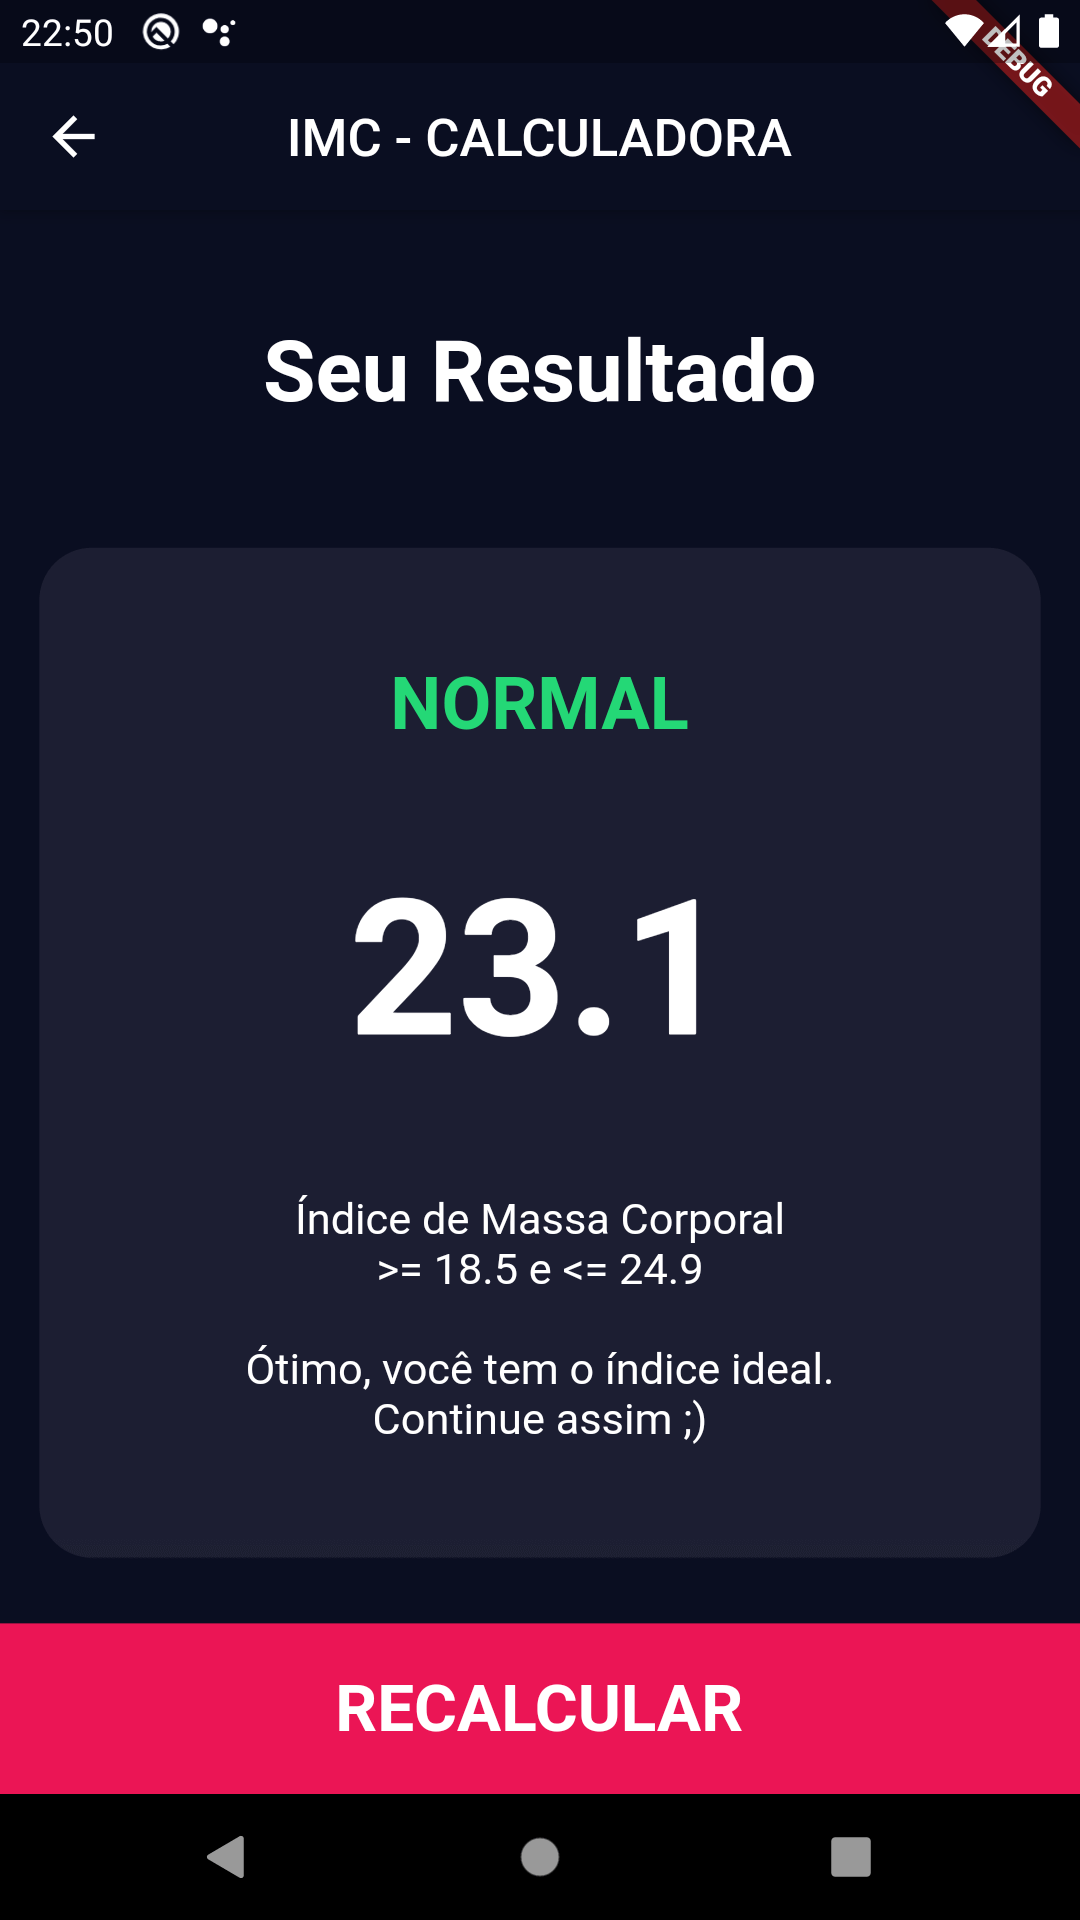 22:50
DEBUG
IMC - CALCULADORA
Seu Resultado
NORMAL
23.1
Índice de Massa Corporal
>= 18.5 e <= 24.9
Ótimo, você tem o índice ideal.
Continue assim ;)
RECALCULAR